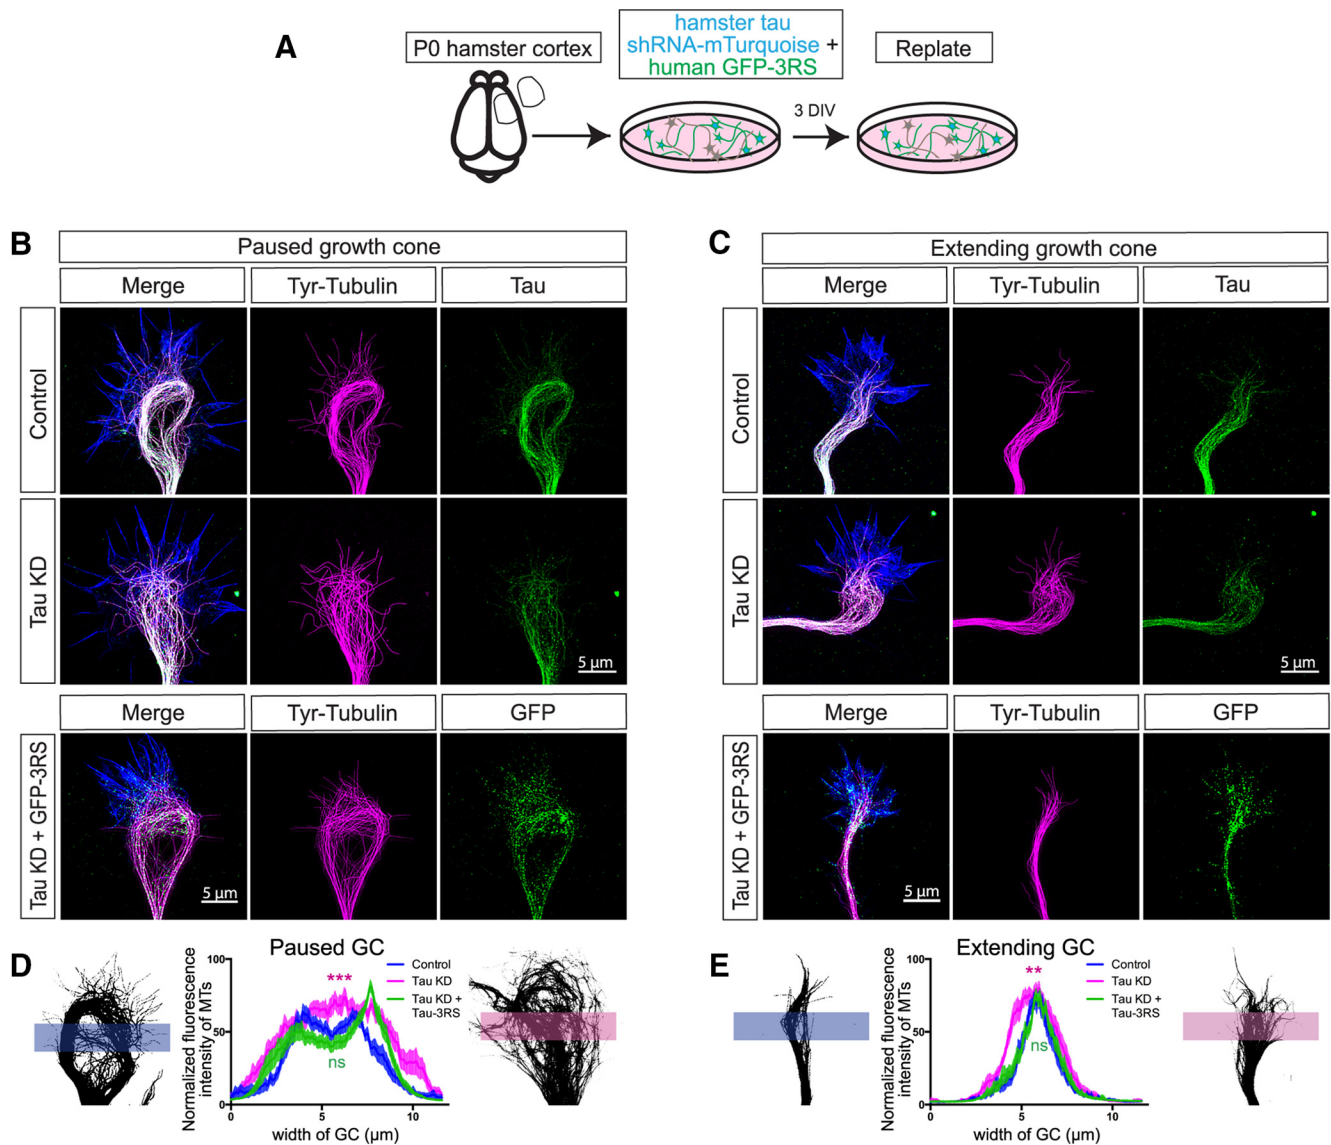 A
P0 hamster cortex
hamster tau
shRNA-mTurquoise +
human GFP-3RS
Replate
3 DIV
B
Paused growth cone
Merge
Tyr-Tubulin
Tau
Control
Tau KD
5 µm
Merge
Tyr-Tubulin
GFP
Tau KD + GFP-3RS
5 µm
C
Extending growth cone
Merge
Tyr-Tubulin
Tau
Control
Tau KD
5 µm
Merge
Tyr-Tubulin
GFP
Tau KD + GFP-3RS
5 µm
D
Paused GC
Normalized fluorescence
intensity of MTs
100
50
0
0
5
10
width of GC (µm)
***
ns
Control
Tau KD
Tau KD +
Tau-3RS
E
Extending GC
Normalized fluorescence
intensity of MTs
100
50
0
0
5
10
width of GC (µm)
**
ns
Control
Tau KD
Tau KD +
Tau-3RS